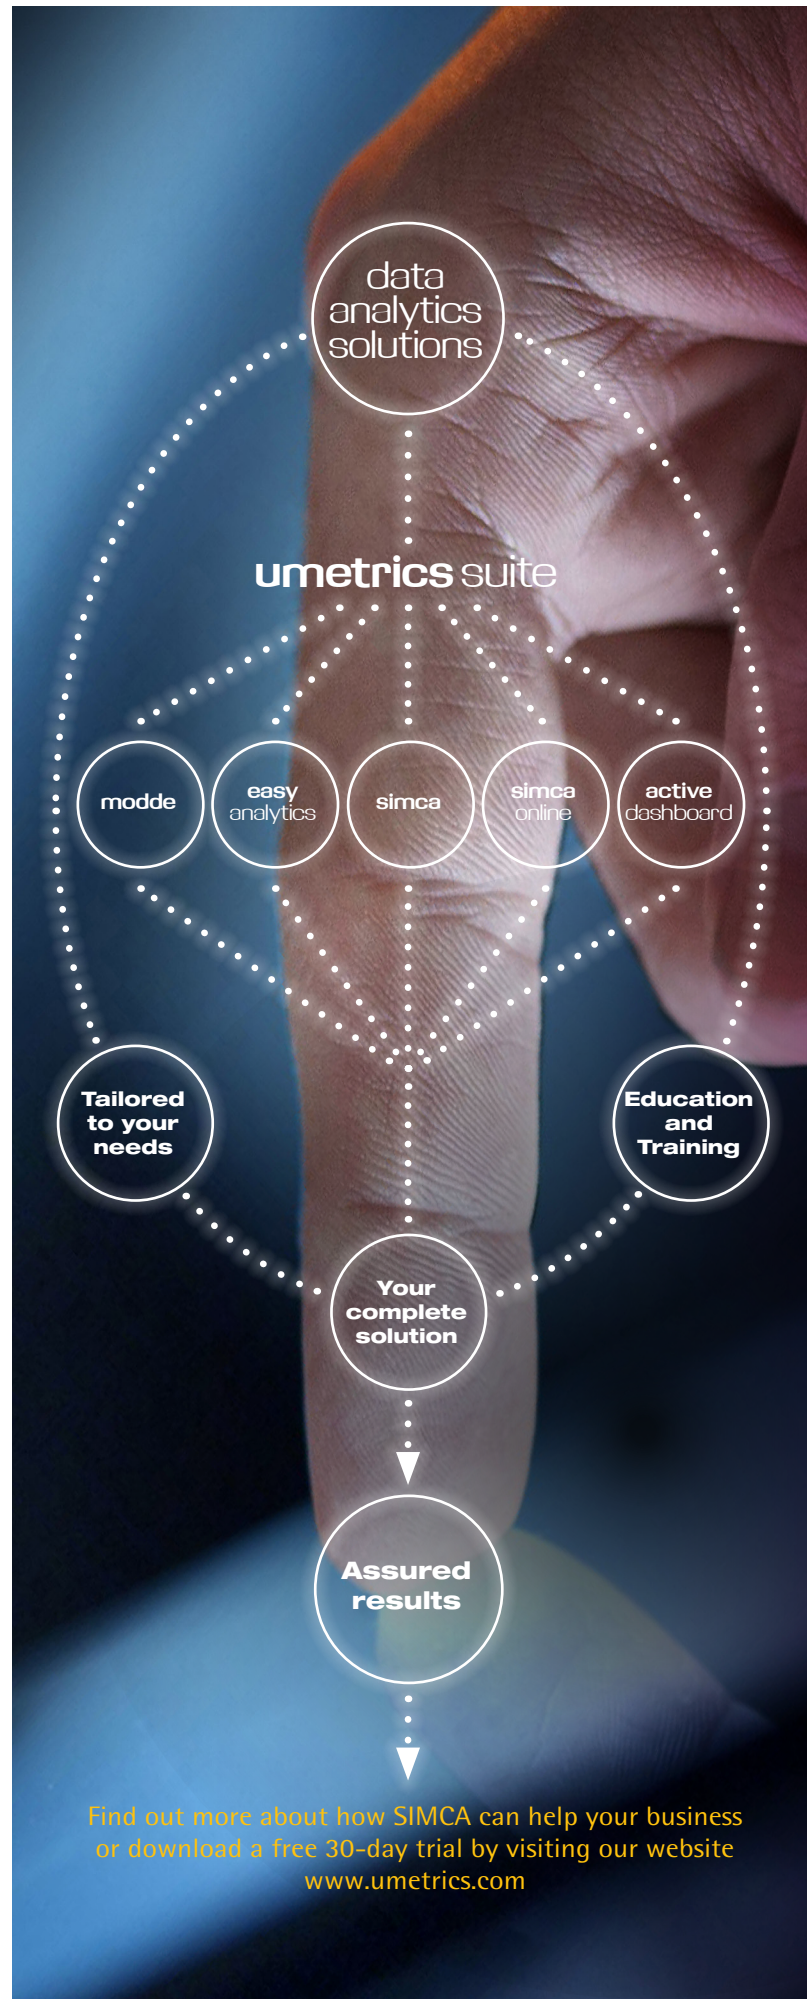 data
analytics
solutions
umetrics suite
modde
easy
analytics
simca
simca
online
active
dashboard
Tailored
to your
needs
Education
and
Training
Your
complete
solution
Assured
results
Find out more about how SIMCA can help your business
or download a free 30-day trial by visiting our website
www.umetrics.com